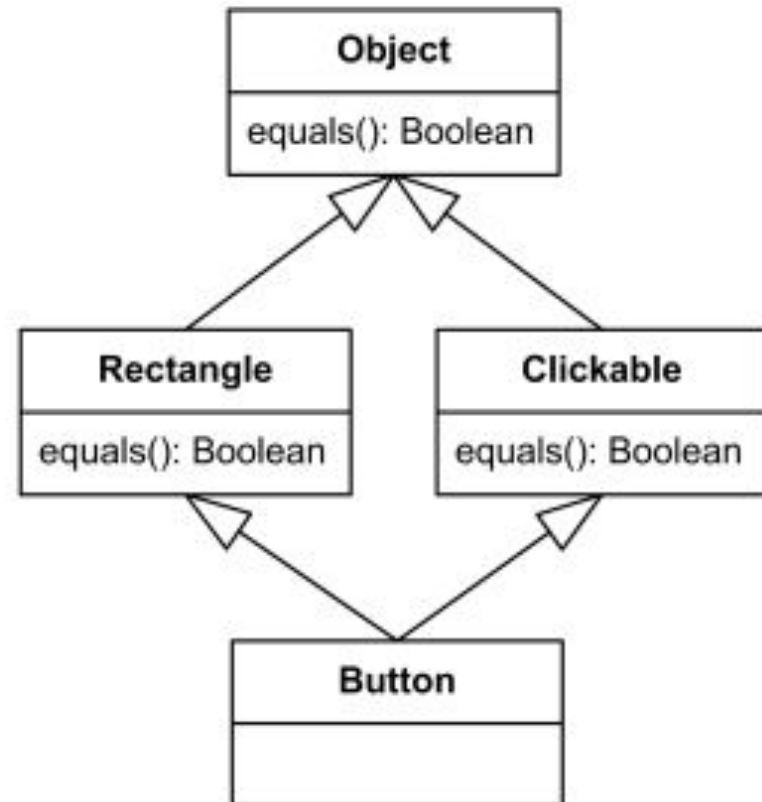 Object
equals(): Boolean
Rectangle
equals(): Boolean
Clickable
equals(): Boolean
Button